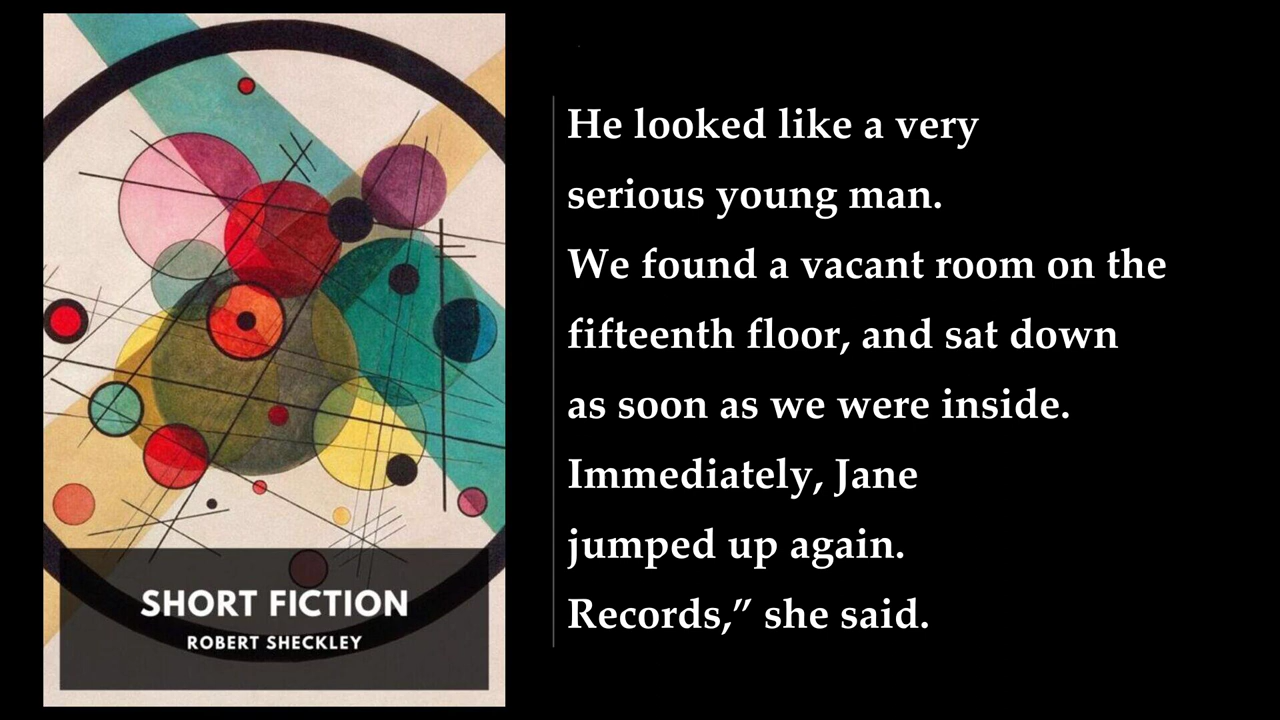 SHORT FICTION
ROBERT SHECKLEY
He looked like a very
serious young man.
We found a vacant room on the
fifteenth floor, and sat down
as soon as we were inside.
Immediately, Jane
jumped up again.
Records,” she said.